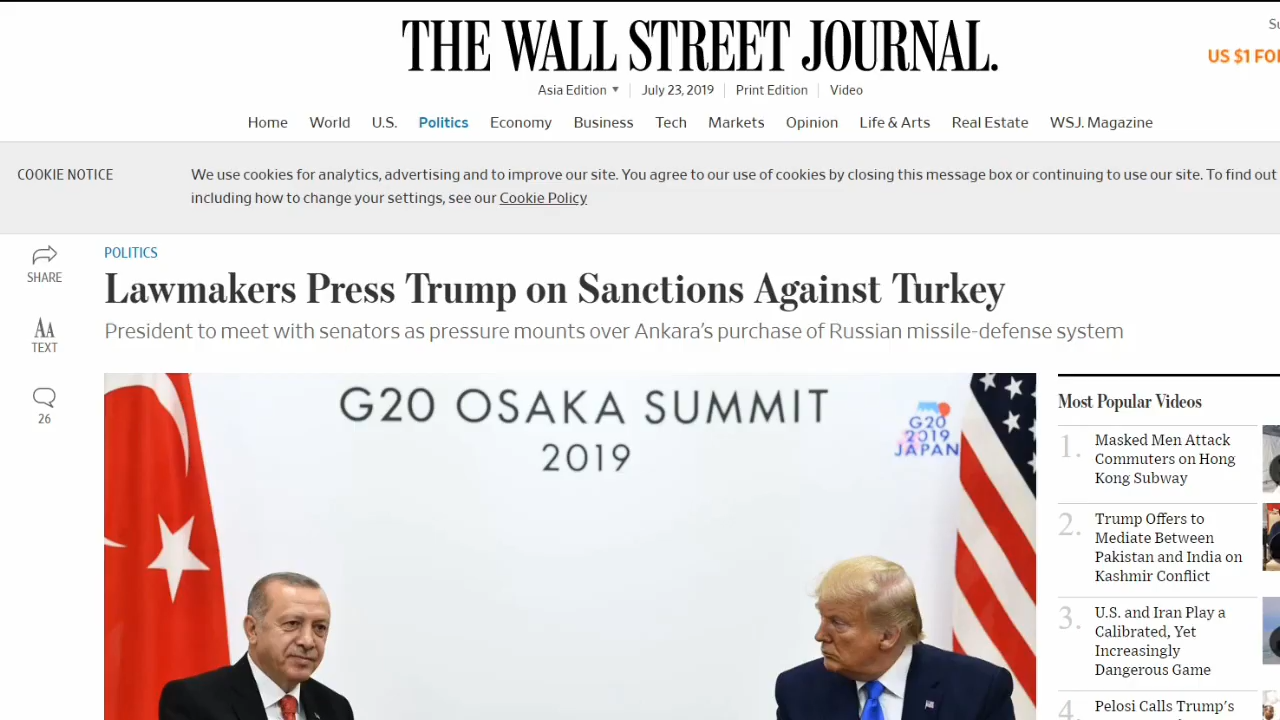 THE WALL STREET JOURNAL.
Asia Edition
July 23, 2019
Print Edition
Video
US $1
Home World U.S. Politics Economy Business Tech Markets Opinion Life & Arts Real Estate WSJ. Magazine
COOKIE NOTICE
We use cookies for analytics, advertising and to improve our site. You agree to our use of cookies by closing this message box or continuing to use our site. To find out
including how to change your settings, see our Cookie Policy
SHARE
AA
TEXT
26
POLITICS
Lawmakers Press Trump on Sanctions Against Turkey
President to meet with senators as pressure mounts over Ankara's purchase of Russian missile-defense system
G20 OSAKA SUMMIT
2019
G20
2019
JAPAN
Most Popular Videos
1. Masked Men Attack
Commuters on Hong
Kong Subway
2. Trump Offers to
Mediate Between
Pakistan and India on
Kashmir Conflict
3. U.S. and Iran Play a
Calibrated, Yet
Increasingly
Dangerous Game
4. Pelosi Calls Trump's